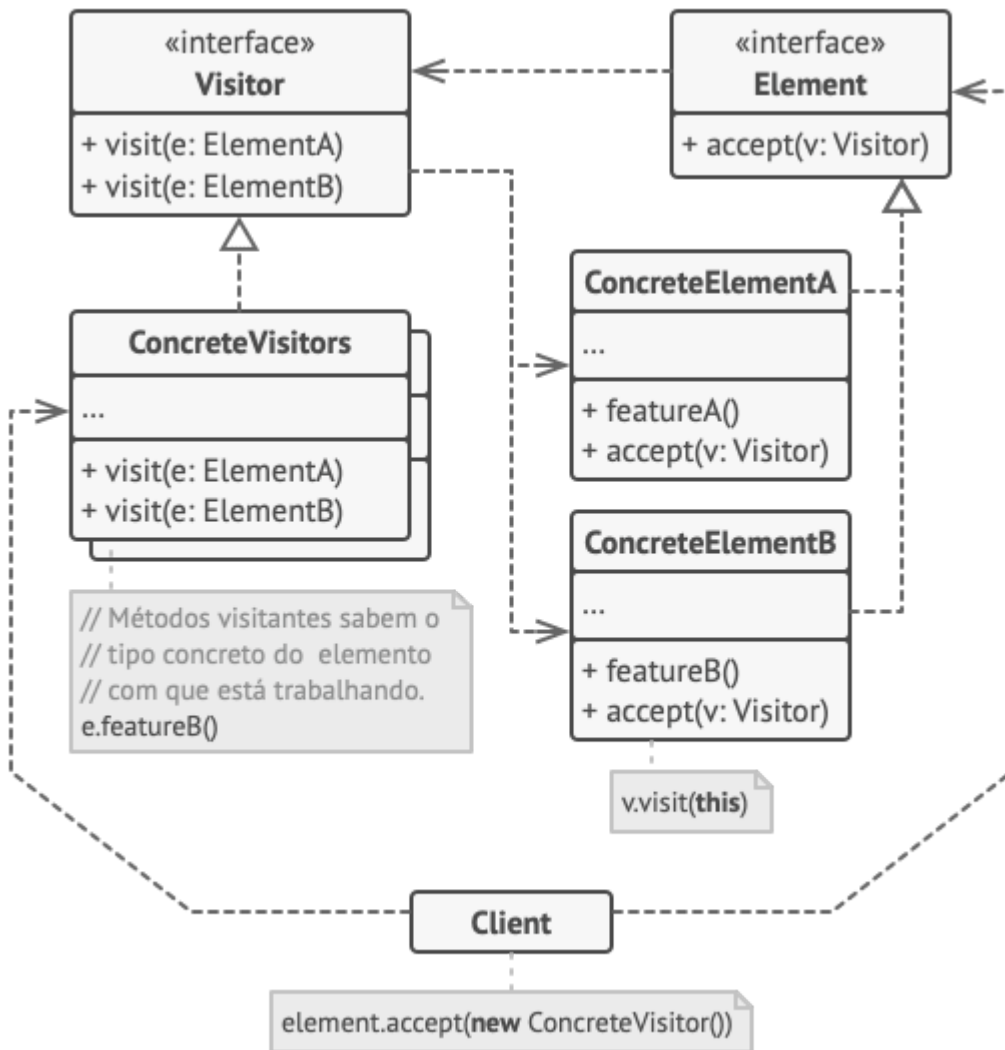 «interface»
Visitor
+ visit(e: ElementA)
+ visit(e: ElementB)
«interface»
Element
+ accept(v: Visitor)
ConcreteVisitors
...
+ visit(e: ElementA)
+ visit(e: ElementB)
// Métodos visitantes sabem o
// tipo concreto do elemento
// com que está trabalhando.
e.featureB()
ConcreteElementA
...
+ featureA()
+ accept(v: Visitor)
ConcreteElementB
...
+ featureB()
+ accept(v: Visitor)
v.visit(this)
Client
element.accept(new ConcreteVisitor())